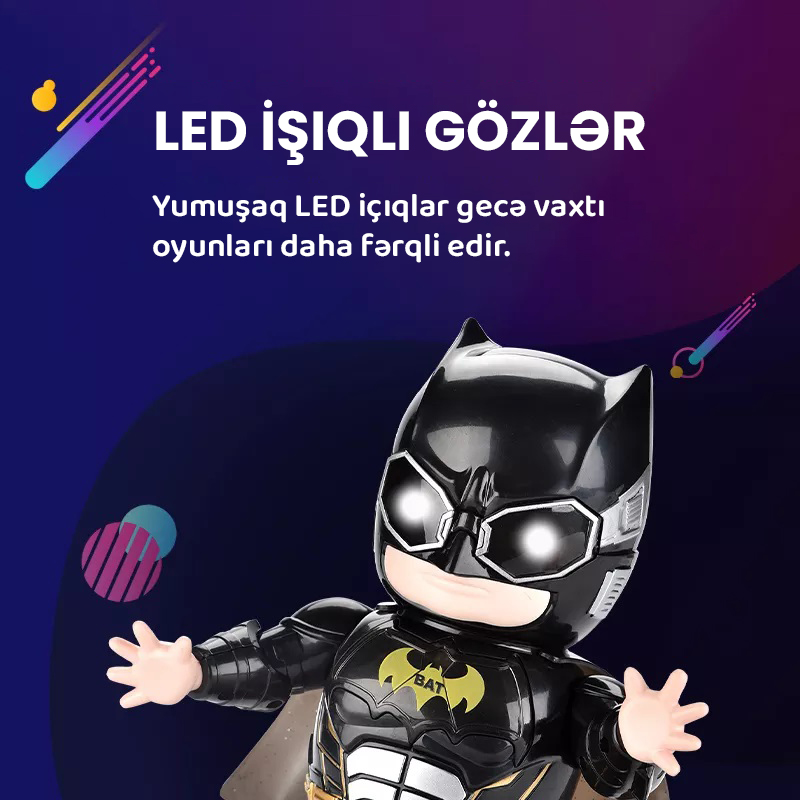 LED İŞIQLI GÖZLƏR
Yumuşaq LED içıqlar gecə vaxtı
oyunları daha fərqli edir.
BAT